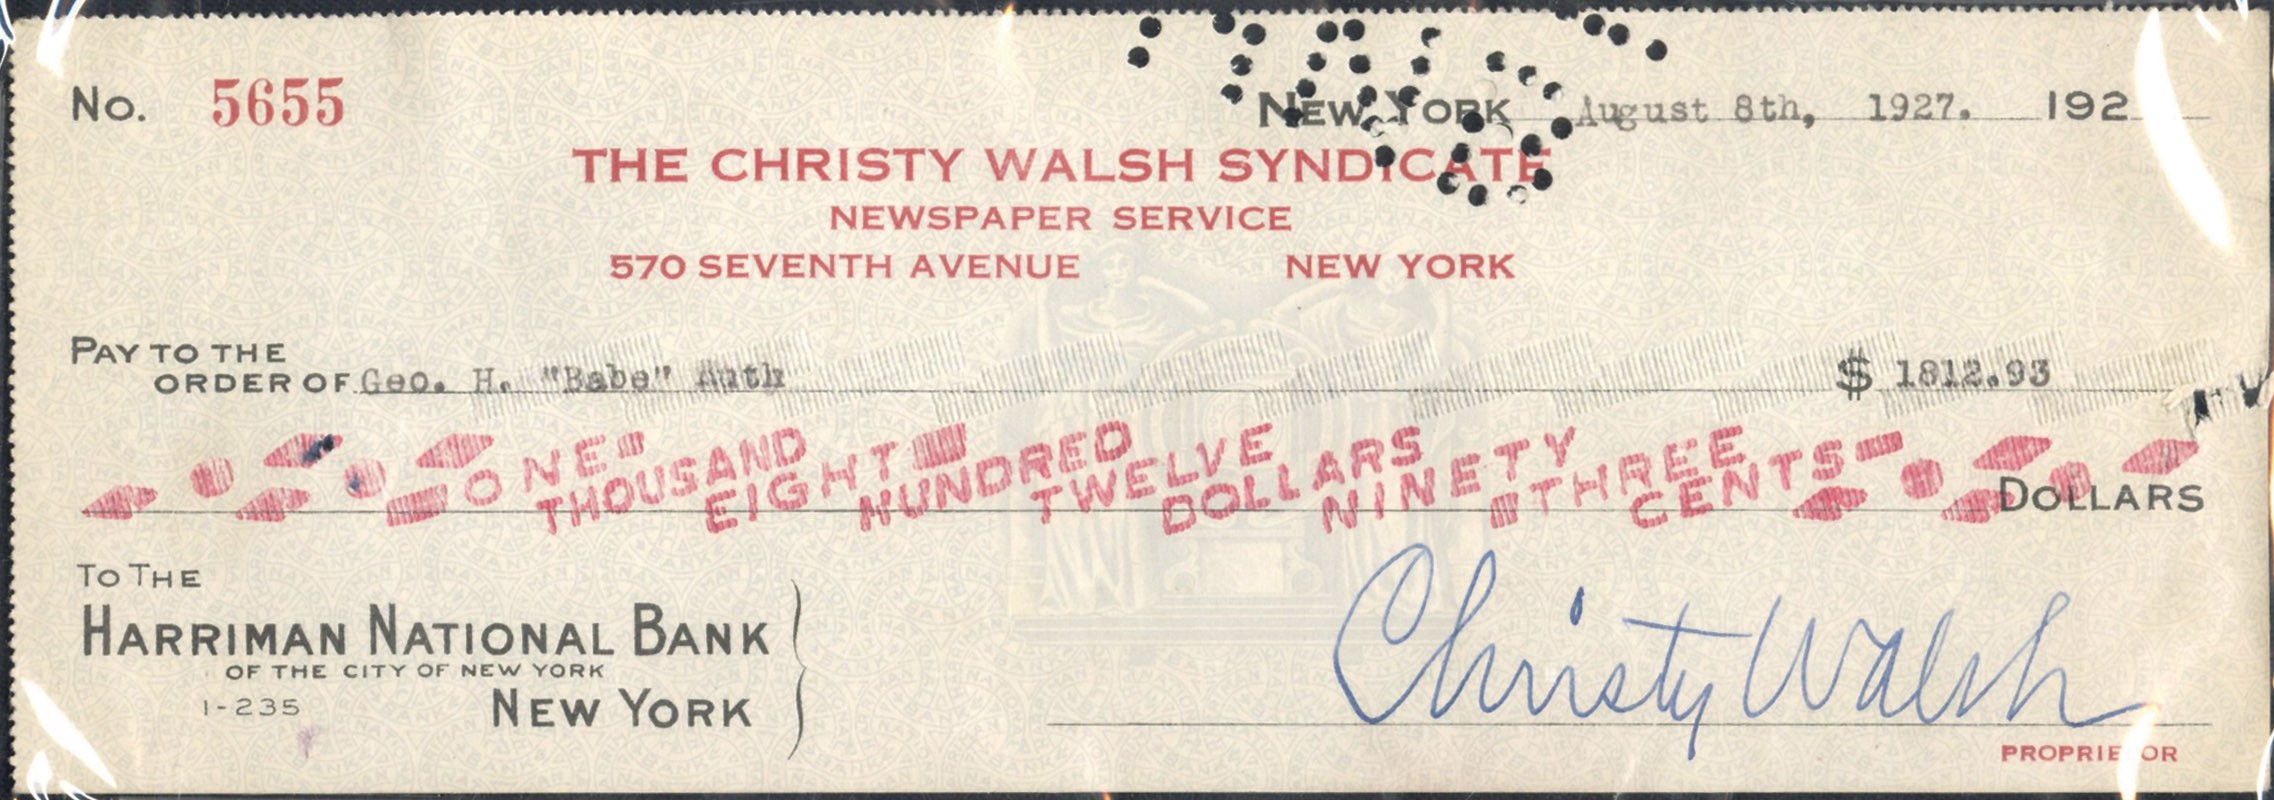 No. 5655
NEW YORK August 8th, 1927. 192
THE CHRISTY WALSH SYNDICATE
NEWSPAPER SERVICE
570 SEVENTH AVENUE NEW YORK
PAY TO THE
ORDER OF Geo. H. "Babe" Ruth $ 1812.93
ONE THOUSAND EIGHT HUNDRED TWELVE DOLLARS NINETY THREE CENTS DOLLARS
TO THE
HARRIMAN NATIONAL BANK
OF THE CITY OF NEW YORK
1-235 NEW YORK
Christy Walsh
PROPRIETOR